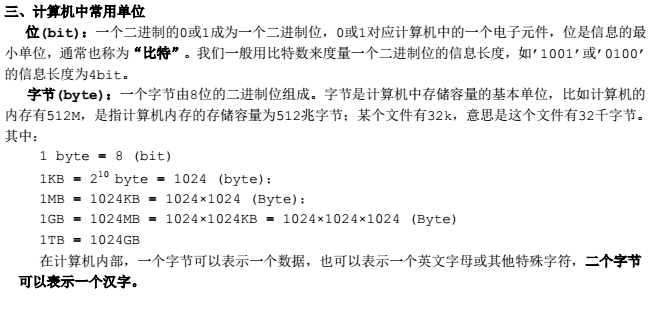 三、计算机中常用单位
位(bit): 一个二进制的0或1成为一个二进制位，0或1对应计算机中的一个电子元件，位是信息的最
小单位，通常也称为“比特”。我们一般用比特数来度量一个二进制位的信息长度，如'1001'或'0100'
的信息长度为4bit。
字节(byte): 一个字节由8位的二进制位组成。字节是计算机中存储容量的基本单位，比如计算机的
内存有512M，是指计算机内存的存储容量为512兆字节；某个文件有32k，意思是这个文件有32千字节。
其中：
1 byte = 8 (bit)
1KB = 2¹⁰ byte = 1024 (byte);
1MB = 1024KB = 1024×1024 (Byte);
1GB = 1024MB = 1024×1024KB = 1024×1024×1024 (Byte)
1TB = 1024GB
在计算机内部，一个字节可以表示一个数据，也可以表示一个英文字母或其他特殊字符，二个字节
可以表示一个汉字。